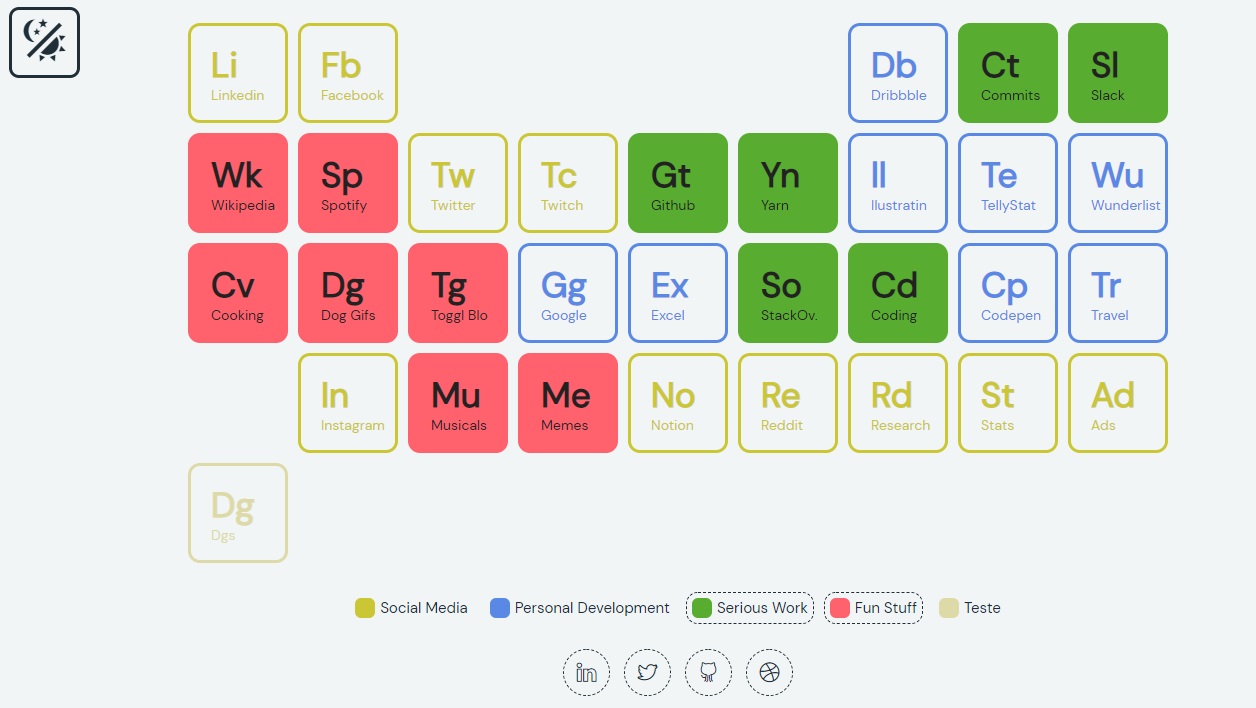 Li
Linkedin
Fb
Facebook
Db
Dribbble
Ct
Commits
Sl
Slack
Wk
Wikipedia
Sp
Spotify
Tw
Twitter
Tc
Twitch
Gt
Github
Yn
Yarn
Il
Ilustratin
Te
TellyStat
Wu
Wunderlist
Cv
Cooking
Dg
Dog Gifs
Tg
Toggl Blo
Gg
Google
Ex
Excel
So
StackOv.
Cd
Coding
Cp
Codepen
Tr
Travel
In
Instagram
Mu
Musicals
Me
Memes
No
Notion
Re
Reddit
Rd
Research
St
Stats
Ad
Ads
Dg
Dgs
Social Media
Personal Development
Serious Work
Fun Stuff
Teste
in